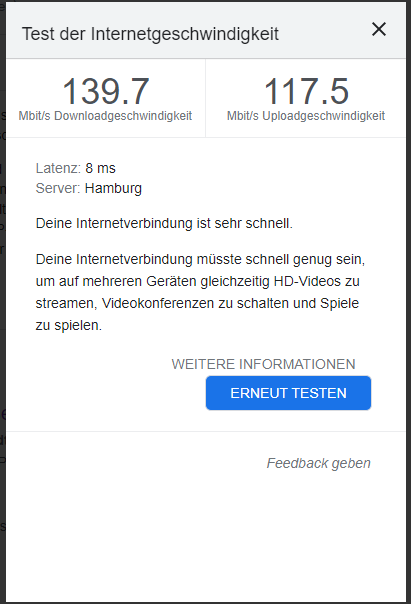 Test der Internetgeschwindigkeit
139.7
Mbit/s Downloadgeschwindigkeit
117.5
Mbit/s Uploadgeschwindigkeit
Latenz: 8 ms
Server: Hamburg
Deine Internetverbindung ist sehr schnell.
Deine Internetverbindung müsste schnell genug sein,
um auf mehreren Geräten gleichzeitig HD-Videos zu
streamen, Videokonferenzen zu schalten und Spiele
zu spielen.
WEITERE INFORMATIONEN
ERNEUT TESTEN
Feedback geben